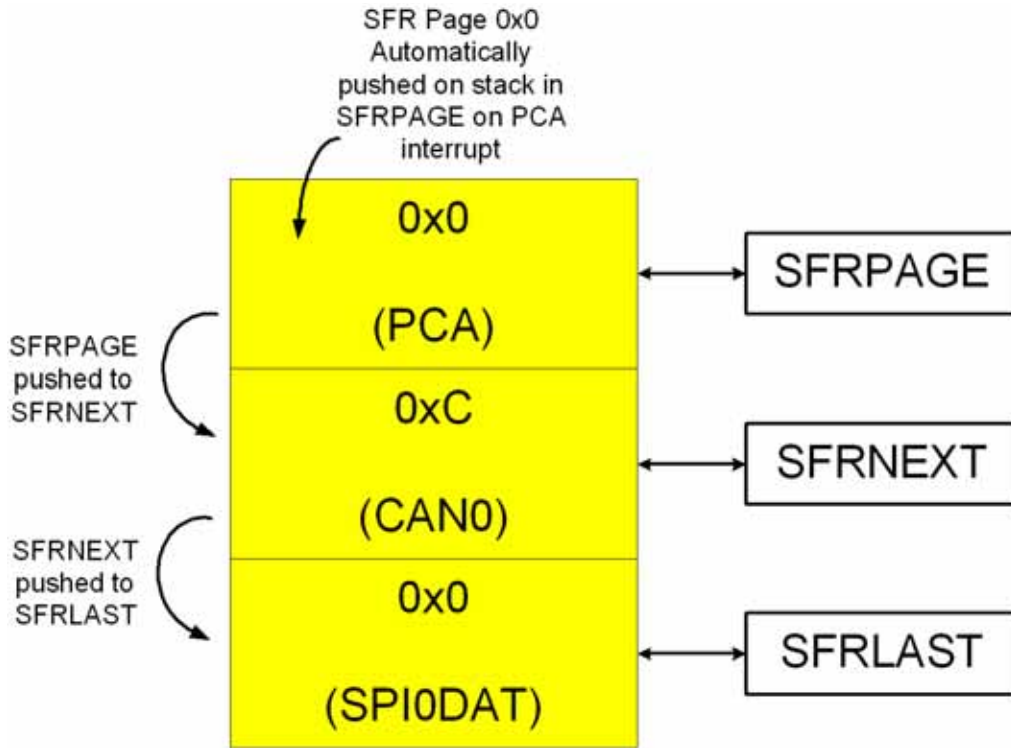 SFR Page 0x0
Automatically
pushed on stack in
SFRPAGE on PCA
interrupt
0x0
(PCA)
SFRPAGE
SFRPAGE
pushed to
SFRNEXT
0xC
(CAN0)
SFRNEXT
SFRNEXT
pushed to
SFRLAST
0x0
(SPI0DAT)
SFRLAST